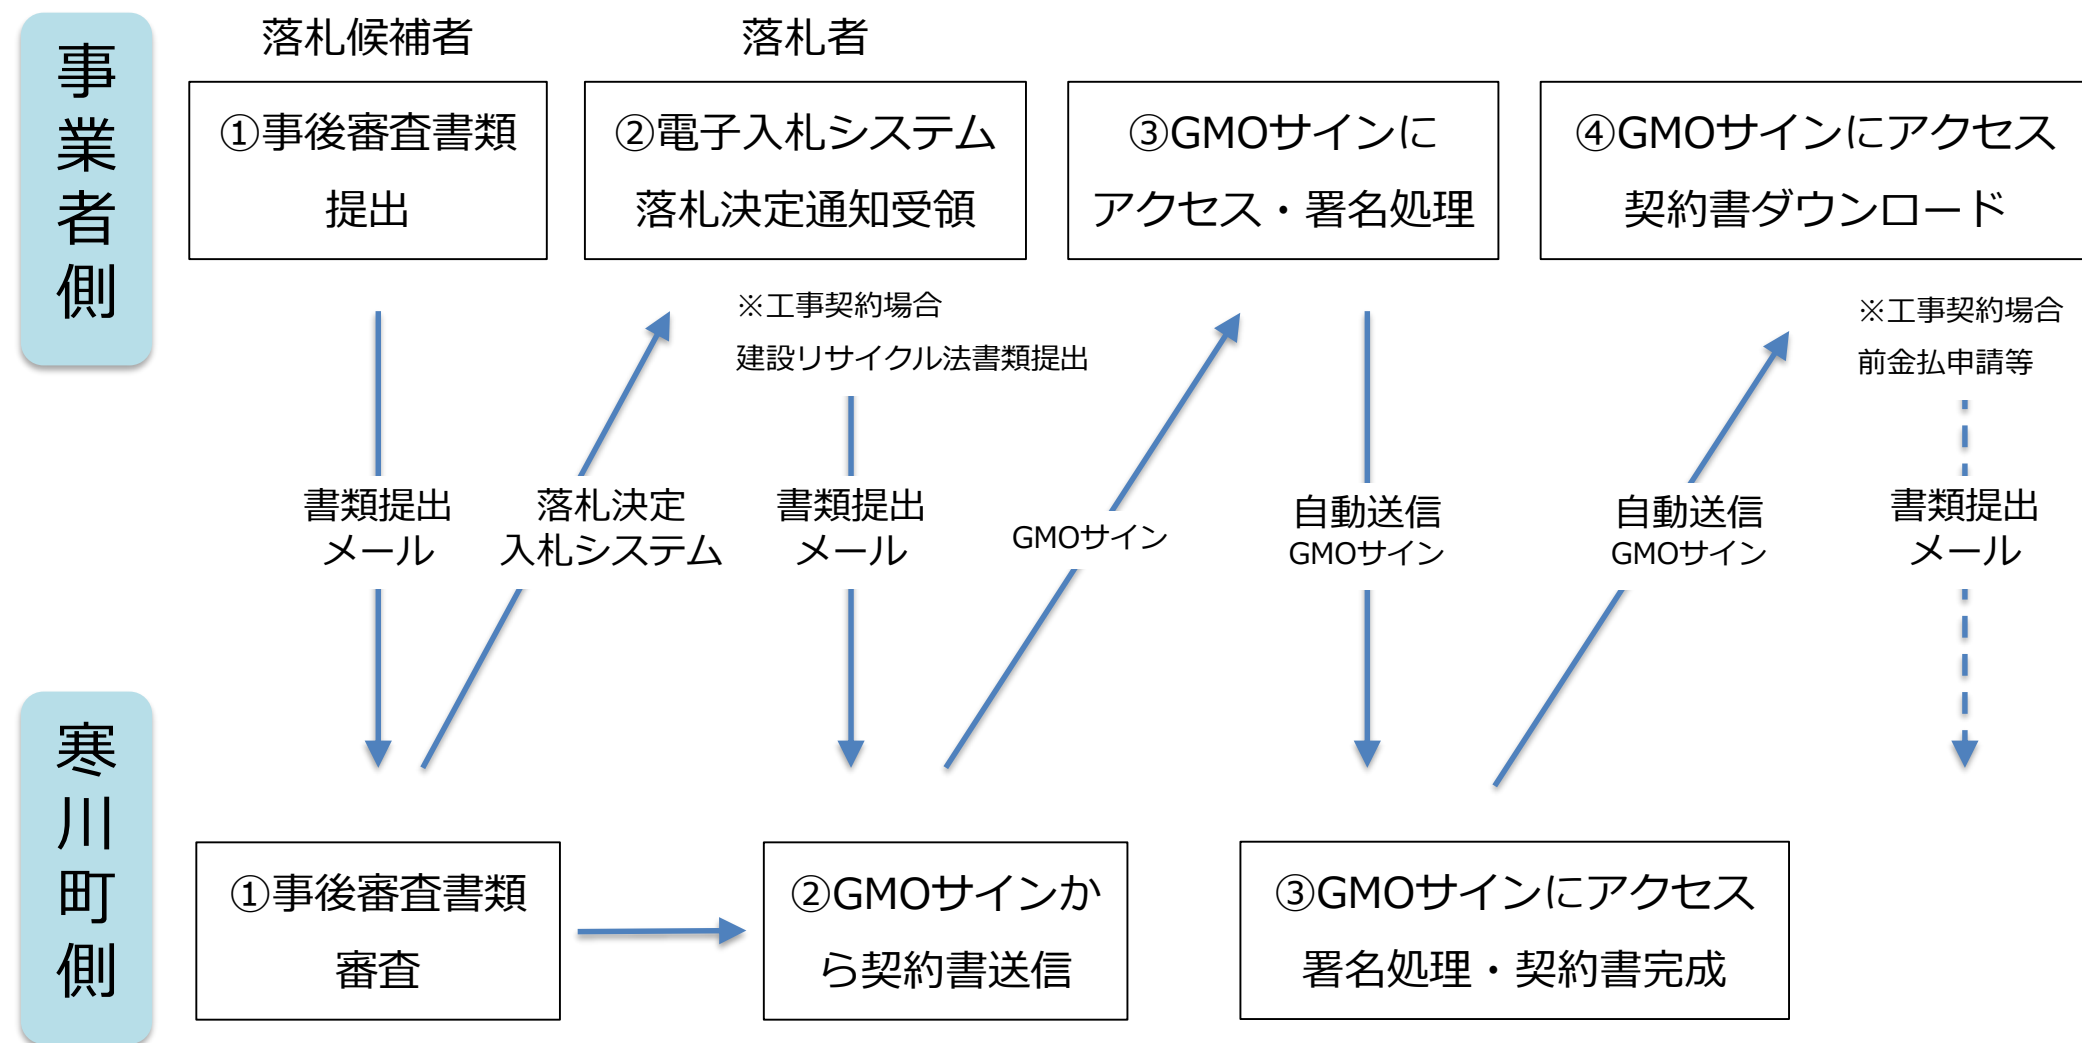 事業者側
落札候補者
落札者
①事後審査書類
提出
②電子入札システム
落札決定通知受領
③GMOサインに
アクセス・署名処理
④GMOサインにアクセス
契約書ダウンロード
※工事契約場合
建設リサイクル法書類提出
※工事契約場合
前金払申請等
書類提出
メール
落札決定
入札システム
書類提出
メール
GMOサイン
自動送信
GMOサイン
自動送信
GMOサイン
書類提出
メール
寒川町側
①事後審査書類
審査
②GMOサインか
ら契約書送信
③GMOサインにアクセス
署名処理・契約書完成